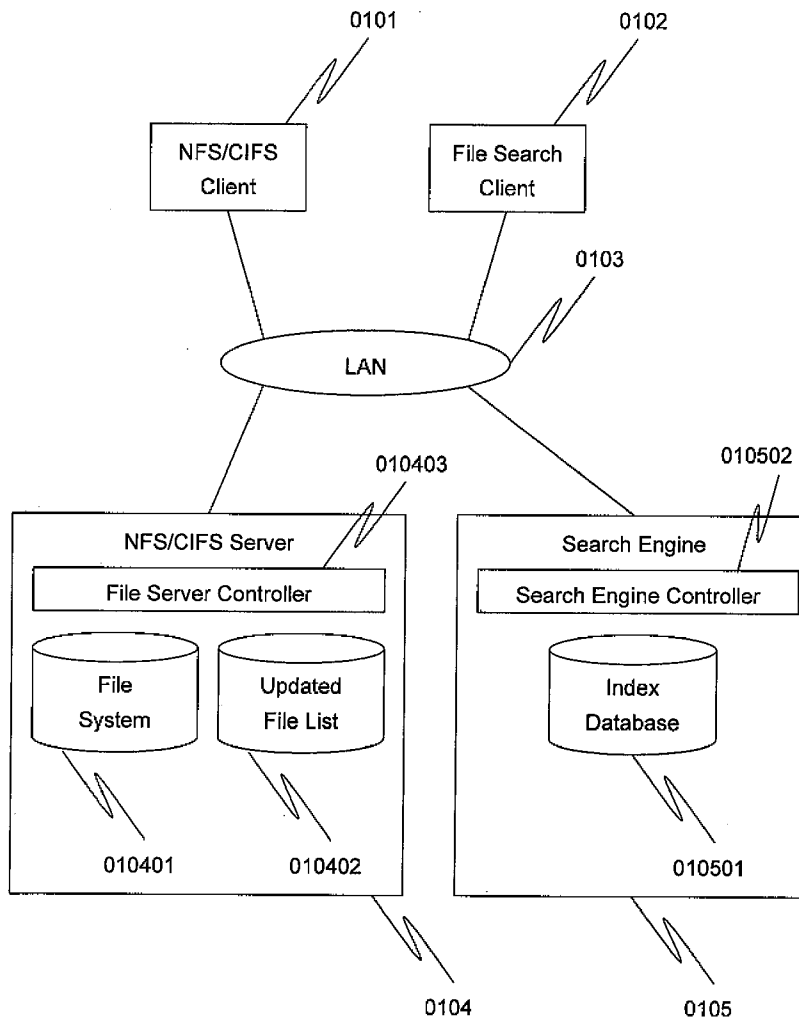 0101
0102
NFS/CIFS
Client
File Search
Client
0103
LAN
010403
010502
NFS/CIFS Server
File Server Controller
File
System
Updated
File List
Search Engine
Search Engine Controller
Index
Database
010401
010402
010501
0104
0105